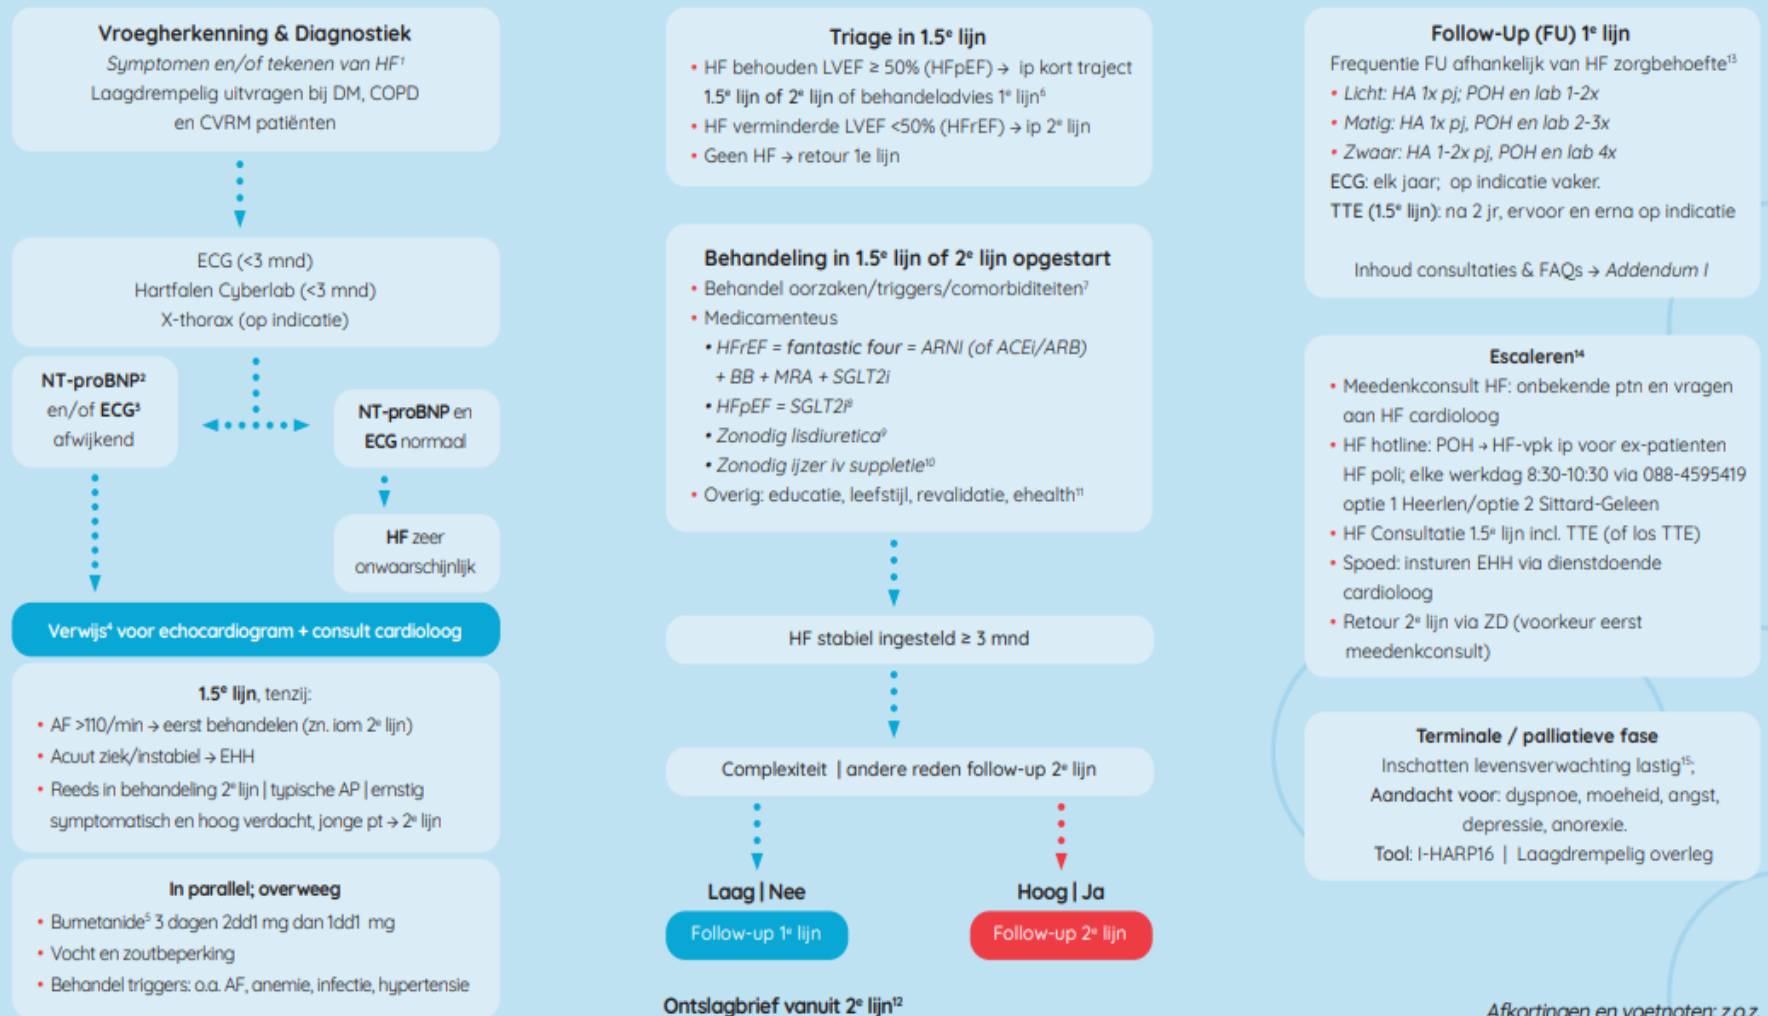 Vroegherkenning & Diagnostiek
Symptomen en/of tekenen van HF¹
Laagdrempelig uitvragen bij DM, COPD
en CVRM patiënten
ECG (<3 mnd)
Hartfalen Cyberlab (<3 mnd)
X-thorax (op indicatie)
NT-proBNP²
en/of ECG³
afwijkend
NT-proBNP en
ECG normaal
HF zeer
onwaarschijnlijk
Verwijs⁴ voor echocardiogram + consult cardioloog
1.5ᵉ lijn, tenzij:
• AF >110/min → eerst behandelen (zn. iom 2ᵉ lijn)
• Acuut ziek/instabiel → EHH
• Reeds in behandeling 2ᵉ lijn | typische AP | ernstig
symptomatisch en hoog verdacht, jonge pt → 2ᵉ lijn
In parallel; overweeg
• Bumetanide⁵ 3 dagen 2dd1 mg dan 1dd1 mg
• Vocht en zoutbeperking
• Behandel triggers: o.a. AF, anemie, infectie, hypertensie
Triage in 1.5ᵉ lijn
• HF behouden LVEF ≥ 50% (HFpEF) → ip kort traject
1.5ᵉ lijn of 2ᵉ lijn of behandeladvies 1ᵉ lijn⁶
• HF verminderde LVEF <50% (HFrEF) → ip 2ᵉ lijn
• Geen HF → retour 1e lijn
Behandeling in 1.5ᵉ lijn of 2ᵉ lijn opgestart
• Behandel oorzaken/triggers/comorbiditeiten⁷
• Medicamenteus
• HFrEF = fantastic four = ARNI (of ACEi/ARB)
+ BB + MRA + SGLT2i
• HFpEF = SGLT2i⁸
• Zonodig lisdiuretica⁹
• Zonodig ijzer iv suppletie¹⁰
• Overig: educatie, leefstijl, revalidatie, ehealth¹¹
HF stabiel ingesteld ≥ 3 mnd
Complexiteit | andere reden follow-up 2ᵉ lijn
Laag | Nee
Hoog | Ja
Follow-up 1ᵉ lijn
Follow-up 2ᵉ lijn
Ontslagbrief vanuit 2ᵉ lijn¹²
Follow-Up (FU) 1ᵉ lijn
Frequentie FU afhankelijk van HF zorgbehoefte¹³
• Licht: HA 1x pj; POH en lab 1-2x
• Matig: HA 1x pj, POH en lab 2-3x
• Zwaar: HA 1-2x pj, POH en lab 4x
ECG: elk jaar; op indicatie vaker.
TTE (1.5ᵉ lijn): na 2 jr, ervoor en erna op indicatie
Inhoud consultaties & FAQs → Addendum I
Escaleren¹⁴
• Meedenkconsult HF: onbekende ptn en vragen
aan HF cardioloog
• HF hotline: POH → HF-vpk ip voor ex-patienten
HF poli; elke werkdag 8:30-10:30 via 088-4595419
optie 1 Heerlen/optie 2 Sittard-Geleen
• HF Consultatie 1.5ᵉ lijn incl. TTE (of los TTE)
• Spoed: insturen EHH via dienstdoende
cardioloog
• Retour 2ᵉ lijn via ZD (voorkeur eerst
meedenkconsult)
Terminale / palliatieve fase
Inschatten levensverwachting lastig¹⁵;
Aandacht voor: dyspnoe, moeheid, angst,
depressie, anorexie.
Tool: I-HARP16 | Laagdrempelig overleg
Afkortingen en voetnoten: z.o.z.